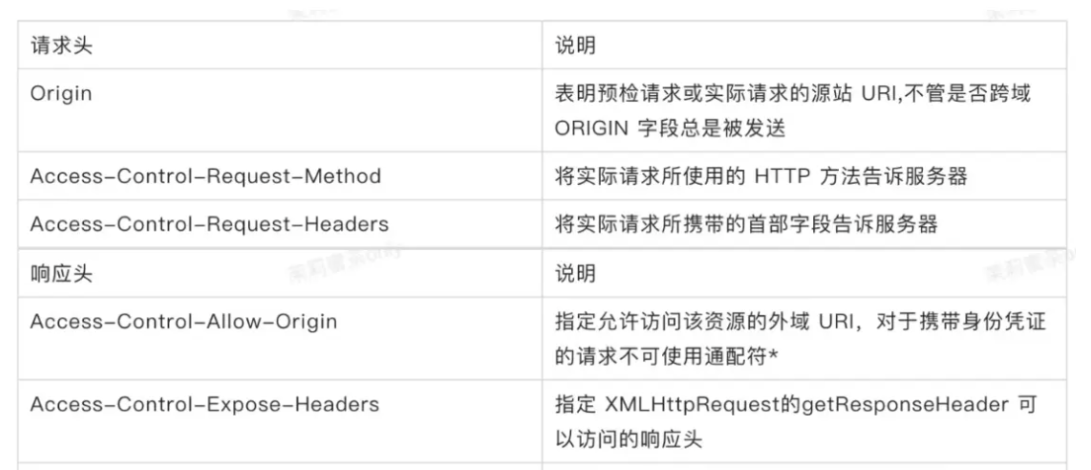 请求头
说明
Origin
表明预检请求或实际请求的源站 URI,不管是否跨域
ORIGIN 字段总是被发送
Access-Control-Request-Method
将实际请求所使用的 HTTP 方法告诉服务器
Access-Control-Request-Headers
将实际请求所携带的首部字段告诉服务器
响应头
说明
Access-Control-Allow-Origin
指定允许访问该资源的外域 URI，对于携带身份凭证
的请求不可使用通配符*
Access-Control-Expose-Headers
指定 XMLHttpRequest的getResponseHeader 可
以访问的响应头